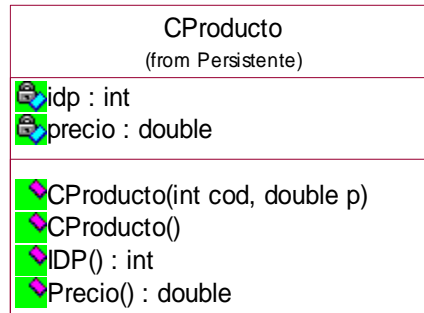 CProducto
(from Persistente)
idp : int
precio : double
CProducto(int cod, double p)
CProducto()
IDP() : int
Precio() : double